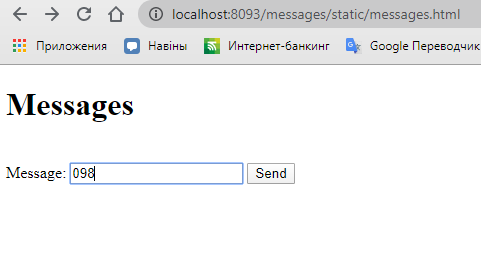 localhost:8093/messages/static/messages.html
Приложения Навіны Интернет-банкинг Google Переводчик
Messages
Message: 098 Send